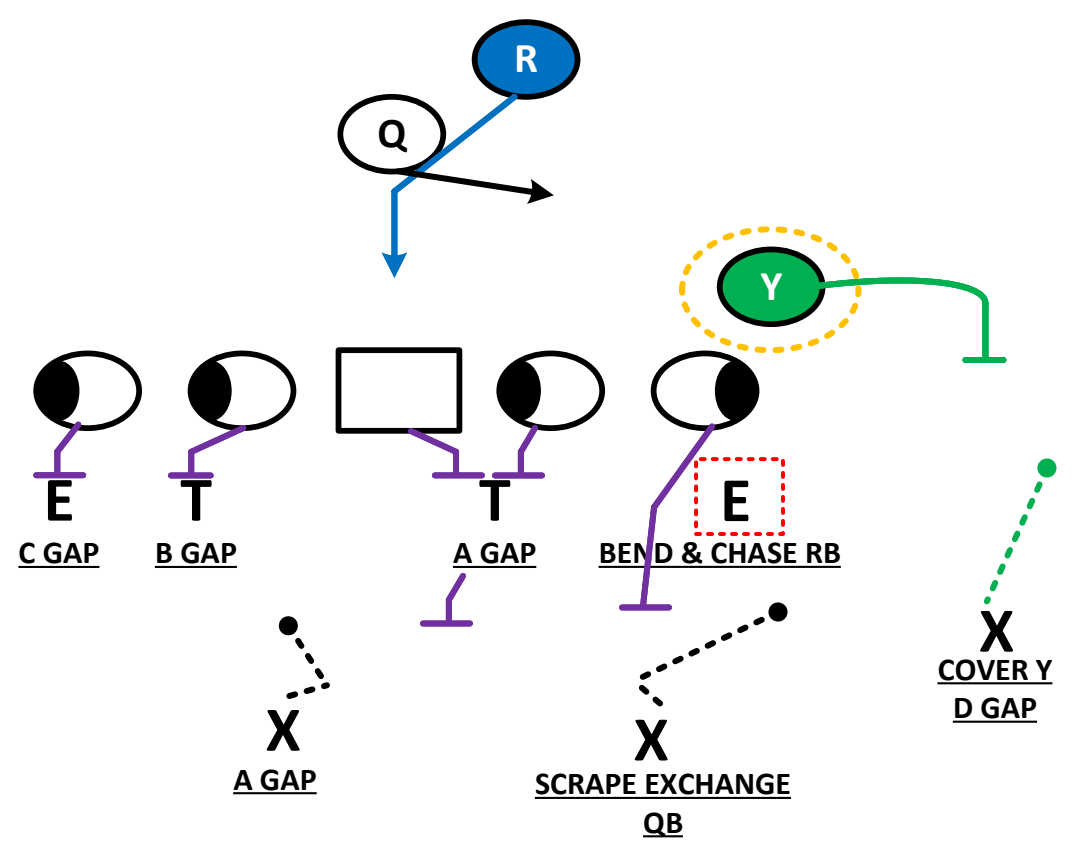 R
Q
Y
E
T
T
E
C GAP
B GAP
A GAP
BEND & CHASE RB
X
COVER Y
D GAP
X
A GAP
X
SCRAPE EXCHANGE
QB